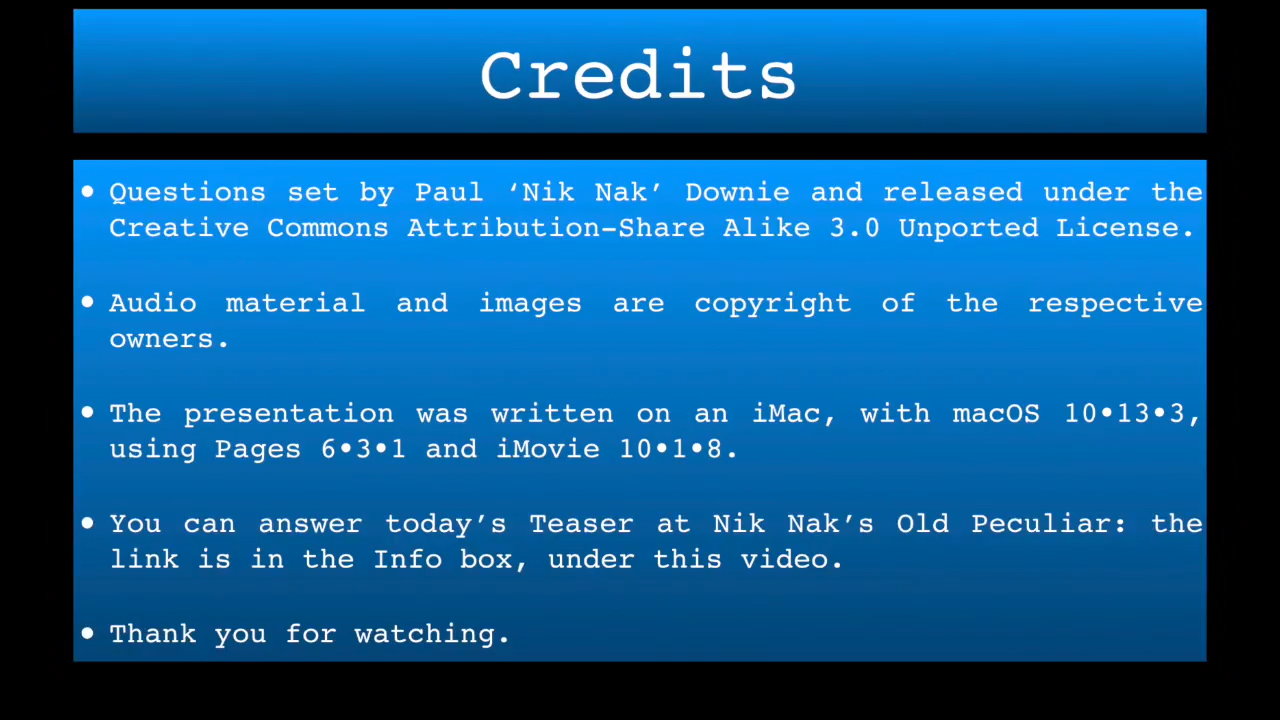 Credits
• Questions set by Paul ‘Nik Nak’ Downie and released under the
Creative Commons Attribution-Share Alike 3.0 Unported License.
• Audio material and images are copyright of the respective
owners.
• The presentation was written on an iMac, with macOS 10•13•3,
using Pages 6•3•1 and iMovie 10•1•8.
• You can answer today’s Teaser at Nik Nak’s Old Peculiar: the
link is in the Info box, under this video.
• Thank you for watching.